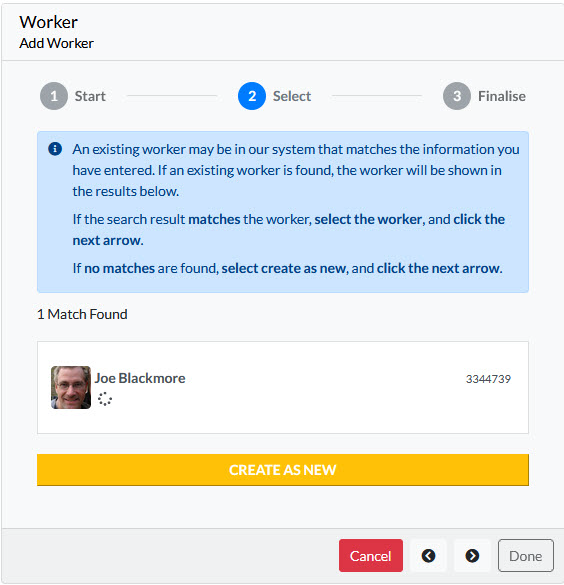 Worker
Add Worker
1 Start 2 Select 3 Finalise
An existing worker may be in our system that matches the information you
have entered. If an existing worker is found, the worker will be shown in
the results below.
If the search result matches the worker, select the worker, and click the
next arrow.
If no matches are found, select create as new, and click the next arrow.
1 Match Found
Joe Blackmore 3344739
CREATE AS NEW
Cancel Done